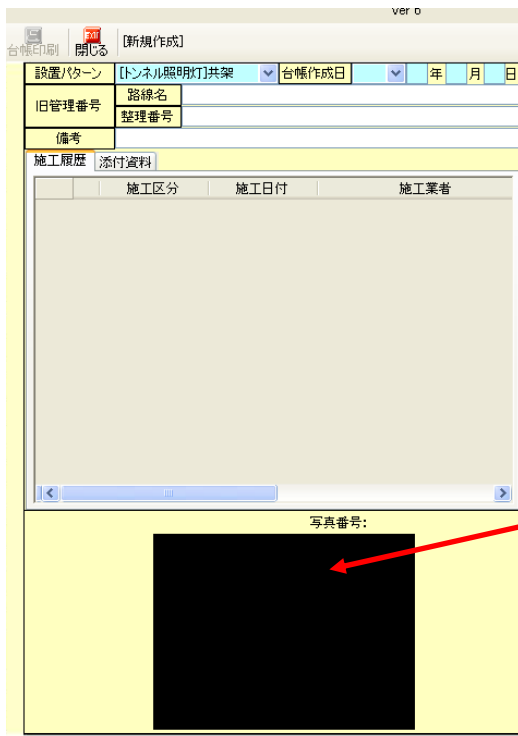 Ver 6
台帳印刷 EXIT 閉じる [新規作成]
設置パターン [トンネル照明灯]共架 台帳作成日 年 月 日
旧管理番号 路線名
整理番号
備考
施工履歴 添付資料
施工区分 施工日付 施工業者
写真番号: